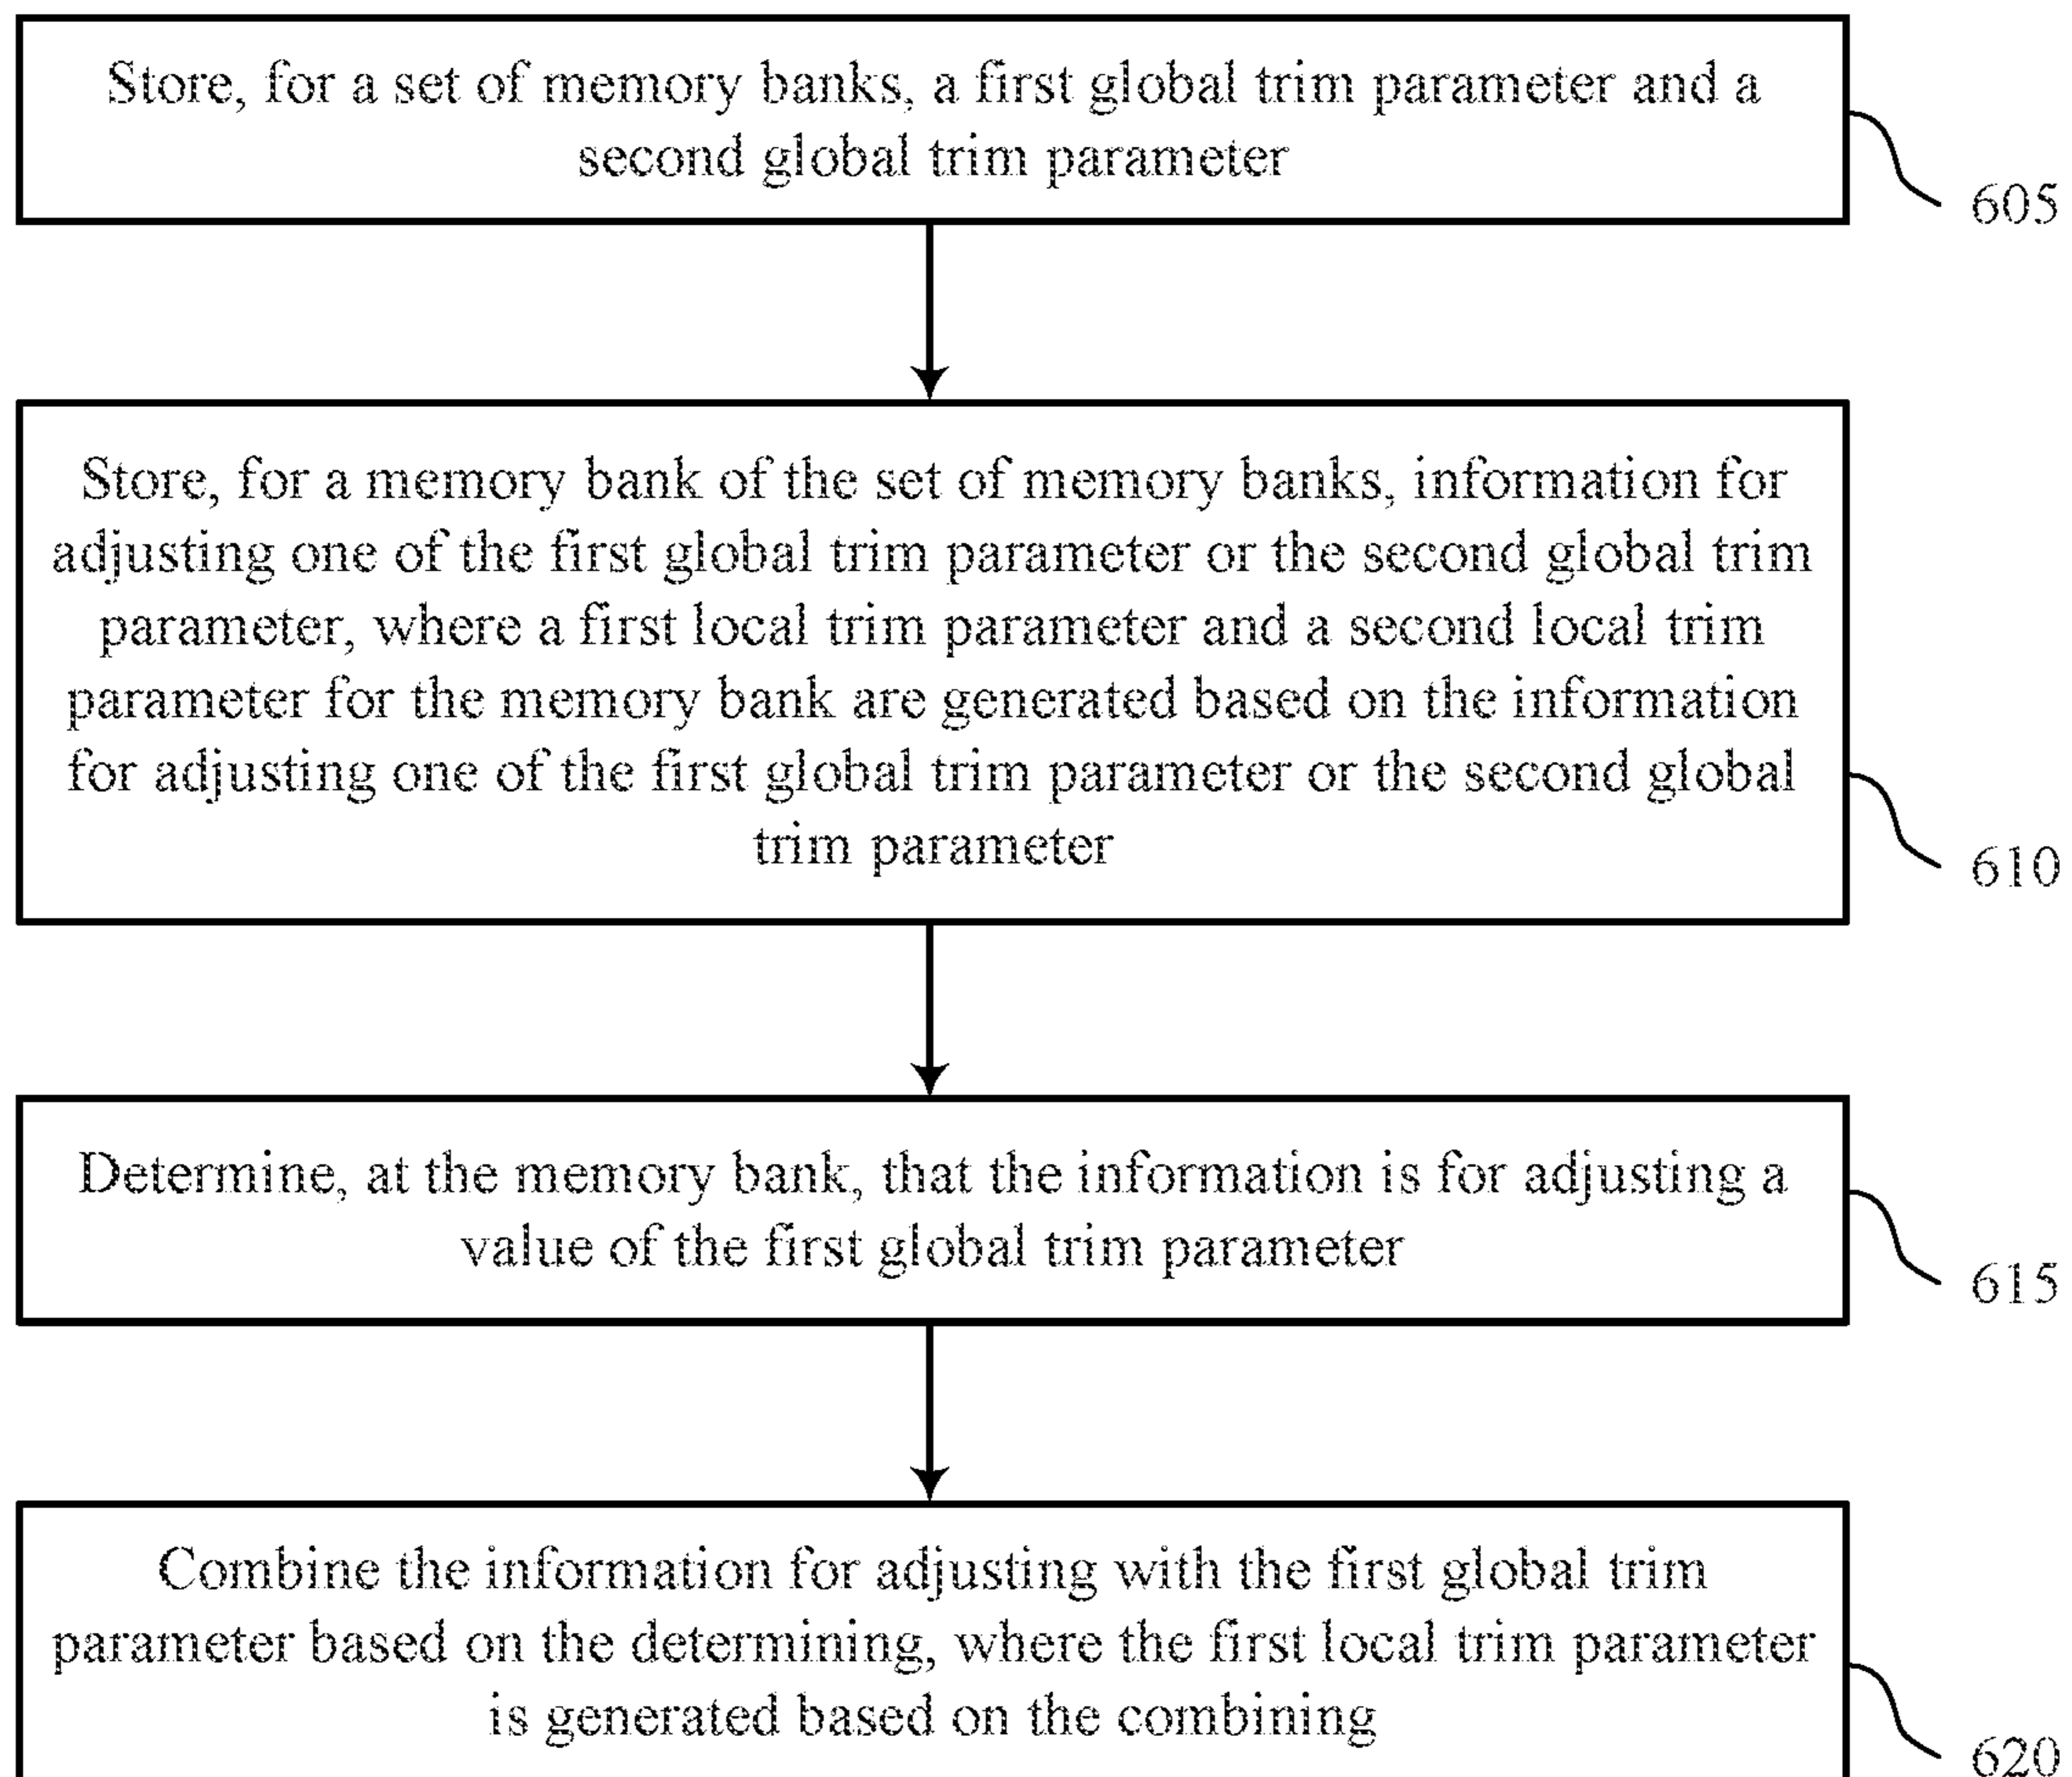 Store, for a set of memory banks, a first global trim parameter and a
second global trim parameter
605
Store, for a memory bank of the set of memory banks, information for
adjusting one of the first global trim parameter or the second global trim
parameter, where a first local trim parameter and a second local trim
parameter for the memory bank are generated based on the information
for adjusting one of the first global trim parameter or the second global
trim parameter
610
Determine, at the memory bank, that the information is for adjusting a
value of the first global trim parameter
615
Combine the information for adjusting with the first global trim
parameter based on the determining, where the first local trim parameter
is generated based on the combining
620